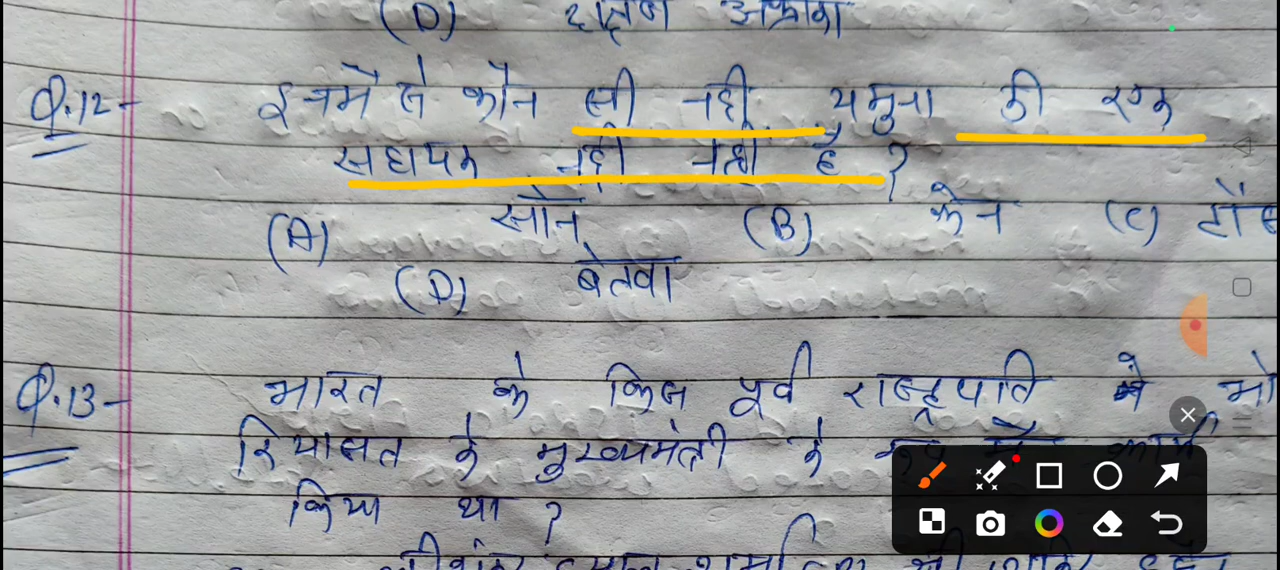 (D)
Q.12- इनमें से कौन सी नदी यमुना की एक
सहायक नदी नही है ?
(A) सोन (B) केन (C)
(D) बेतवा
Q.13- भारत के किस पूर्व राष्ट्रपति ने भो
रियासत के मुख्यमंत्री के रूप में कार्य
किया था ?